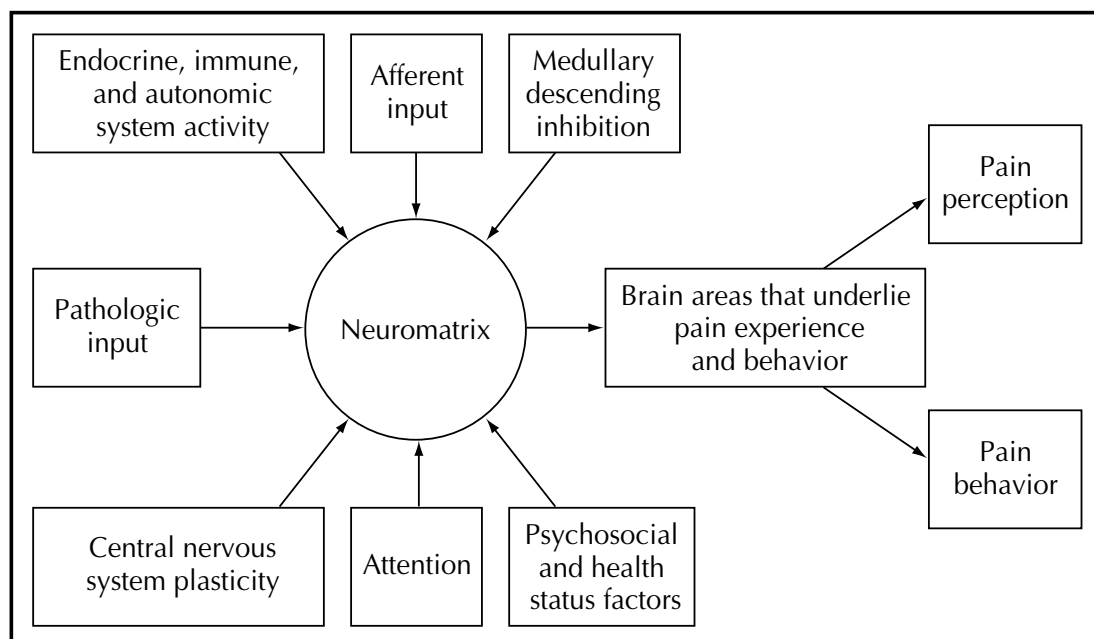 Endocrine, immune,
and autonomic
system activity
Afferent
input
Medullary
descending
inhibition
Pain
perception
Pathologic
input
Neuromatrix
Brain areas that underlie
pain experience
and behavior
Pain
behavior
Central nervous
system plasticity
Attention
Psychosocial
and health
status factors